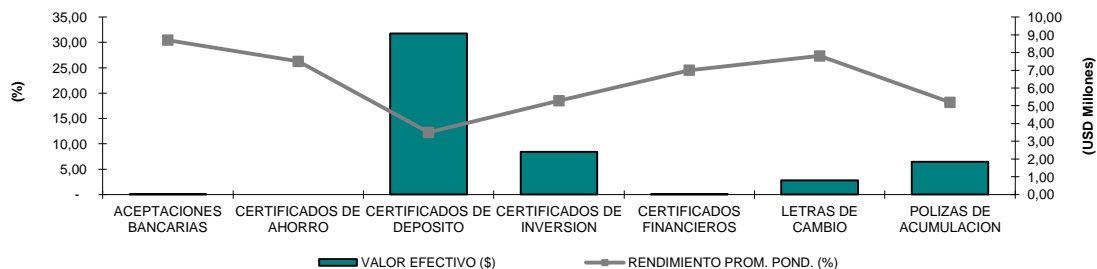 35,00
30,00
25,00
20,00
15,00
10,00
5,00
-
(%)
10,00
9,00
8,00
7,00
6,00
5,00
4,00
3,00
2,00
1,00
0,00
(USD Millones)
ACEPTACIONES BANCARIAS
CERTIFICADOS DE AHORRO
CERTIFICADOS DE DEPOSITO
CERTIFICADOS DE INVERSION
CERTIFICADOS FINANCIEROS
LETRAS DE CAMBIO
POLIZAS DE ACUMULACION
VALOR EFECTIVO ($)
RENDIMIENTO PROM. POND. (%)